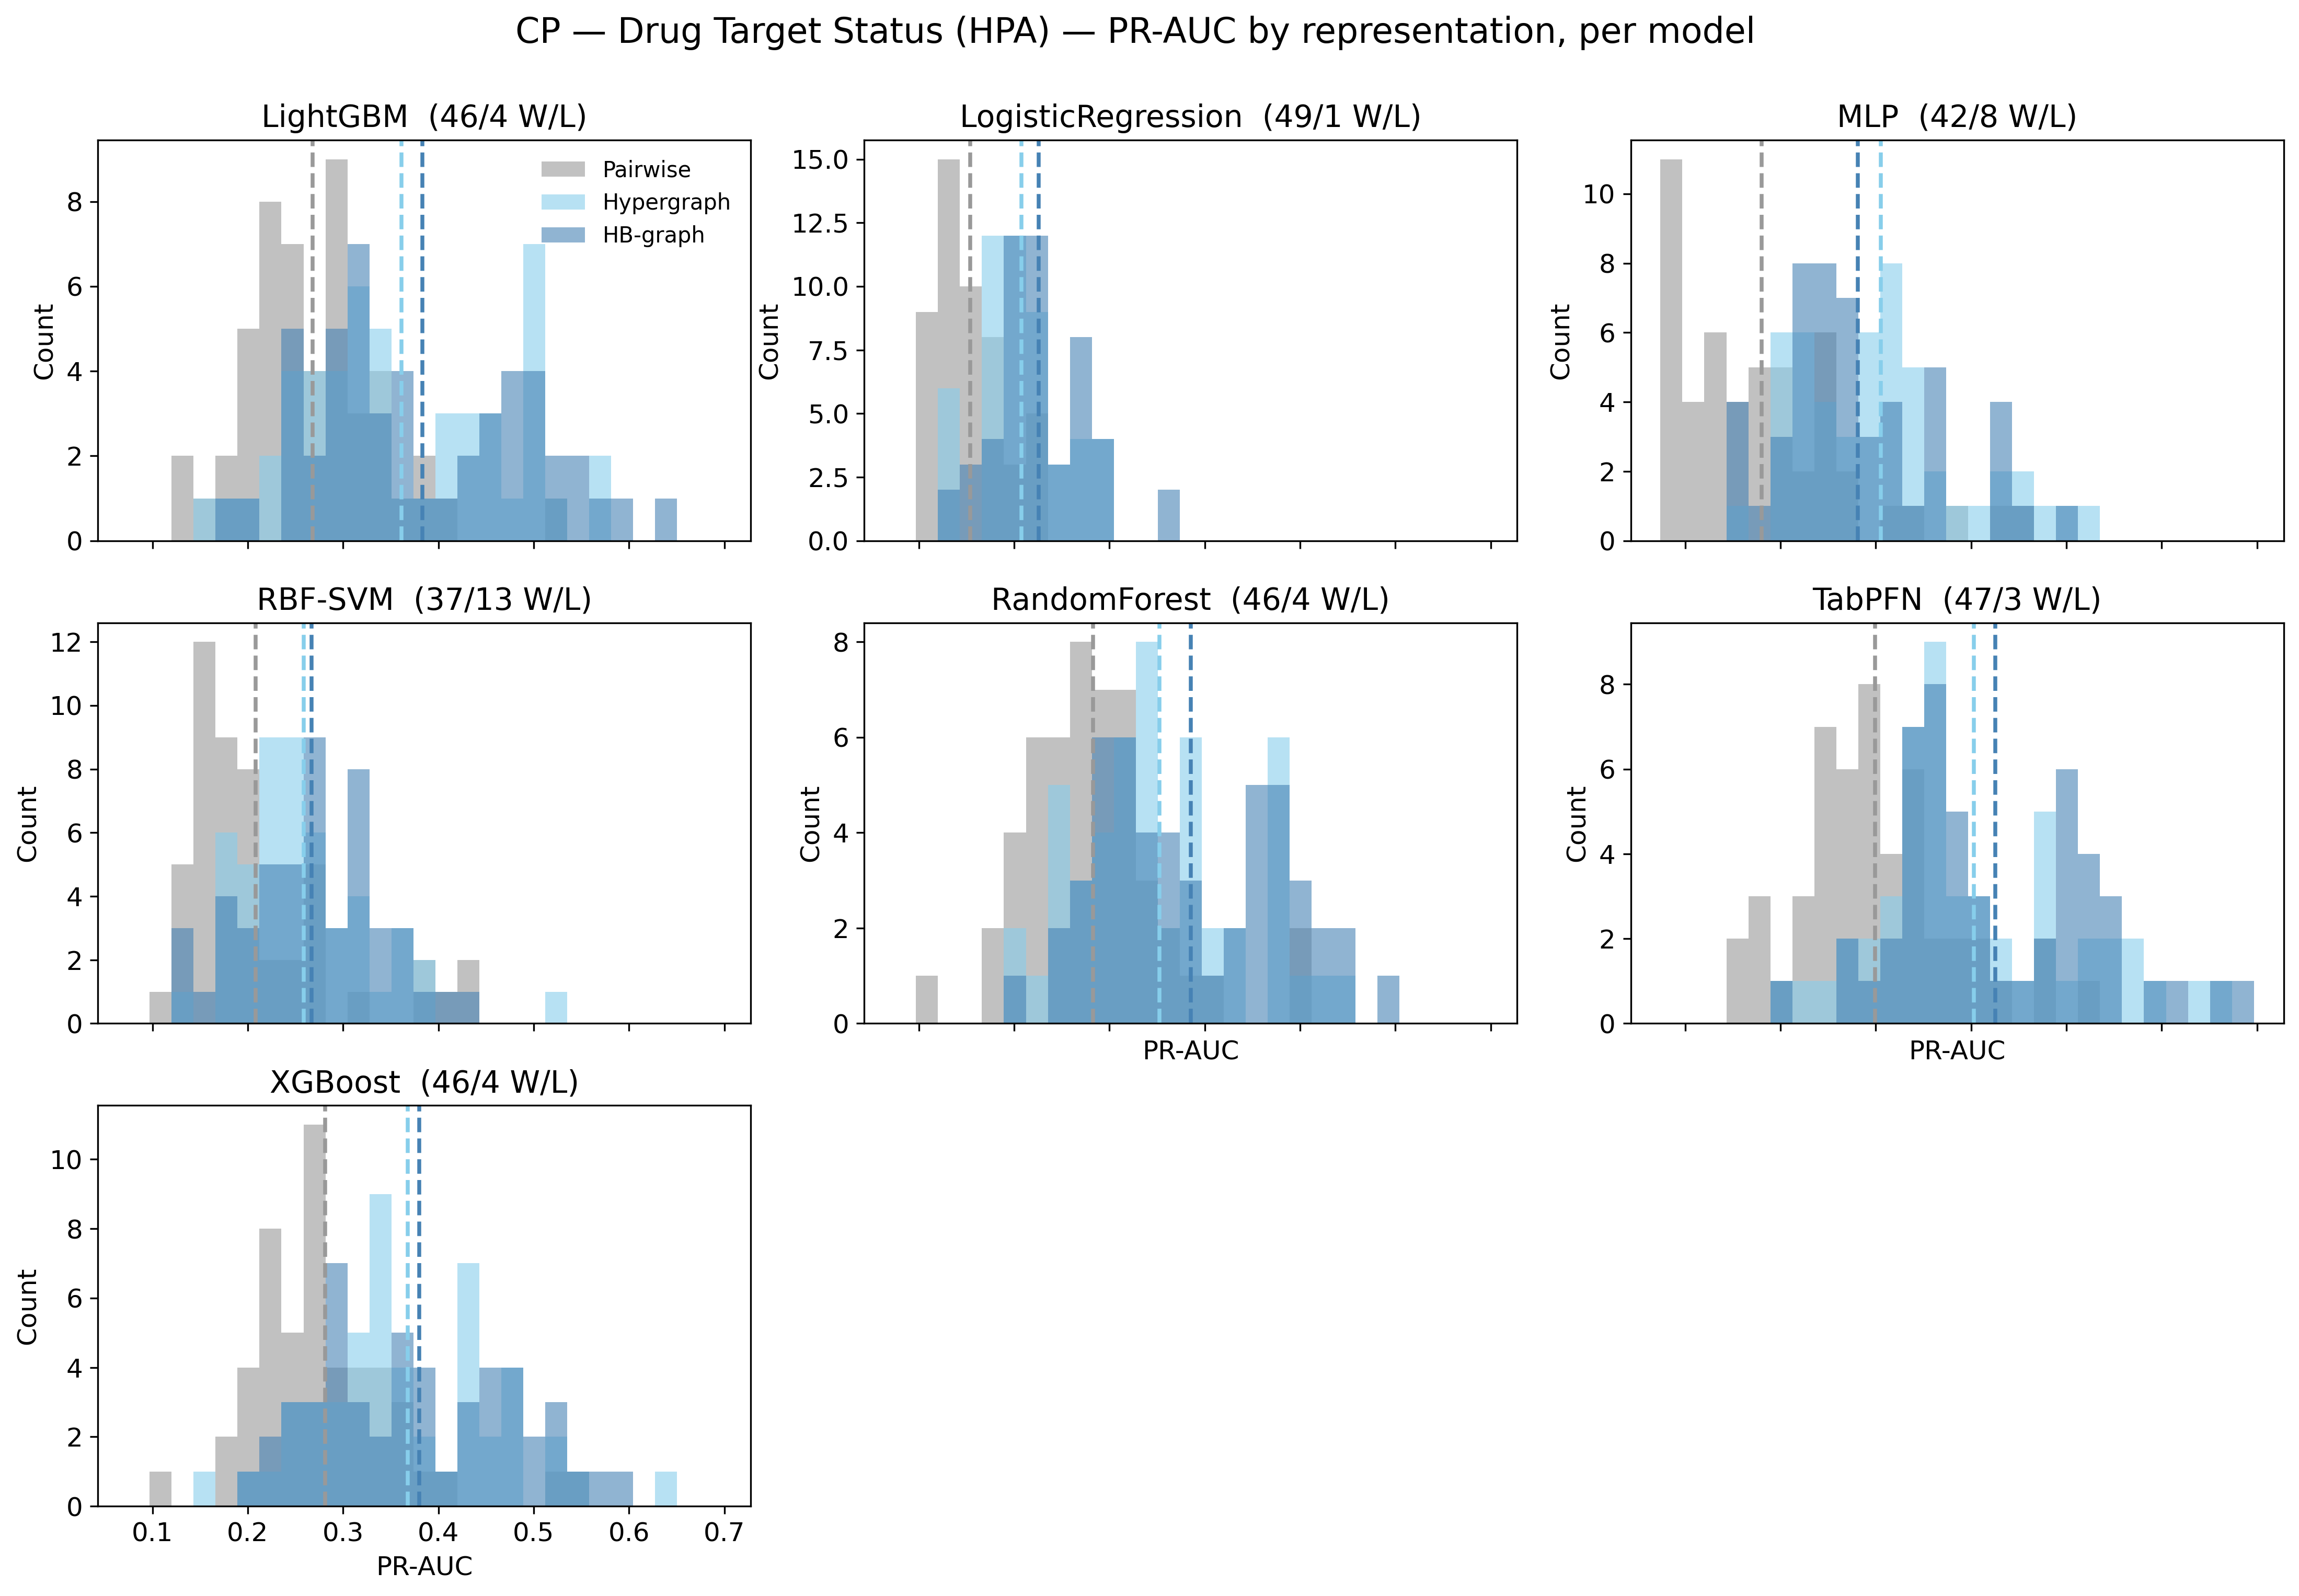 CP — Drug Target Status (HPA) — PR-AUC by representation, per model
LightGBM (46/4 W/L)
Count
8
6
4
2
0
Pairwise
Hypergraph
HB-graph
LogisticRegression (49/1 W/L)
Count
15.0
12.5
10.0
7.5
5.0
2.5
0.0
MLP (42/8 W/L)
Count
10
8
6
4
2
0
RBF-SVM (37/13 W/L)
Count
12
10
8
6
4
2
0
RandomForest (46/4 W/L)
Count
8
6
4
2
0
PR-AUC
TabPFN (47/3 W/L)
Count
8
6
4
2
0
PR-AUC
XGBoost (46/4 W/L)
Count
10
8
6
4
2
0
0.1 0.2 0.3 0.4 0.5 0.6 0.7
PR-AUC